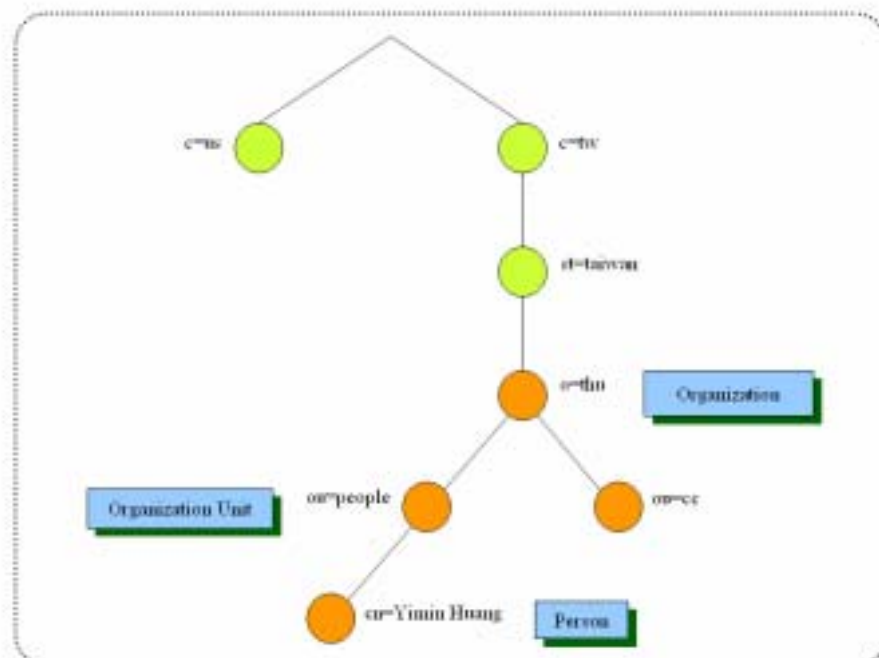 c=us
c=tw
st=taiwan
o=thu
Organization
ou=people
ou=cc
Organization Unit
cn=Yimin Huang
Person